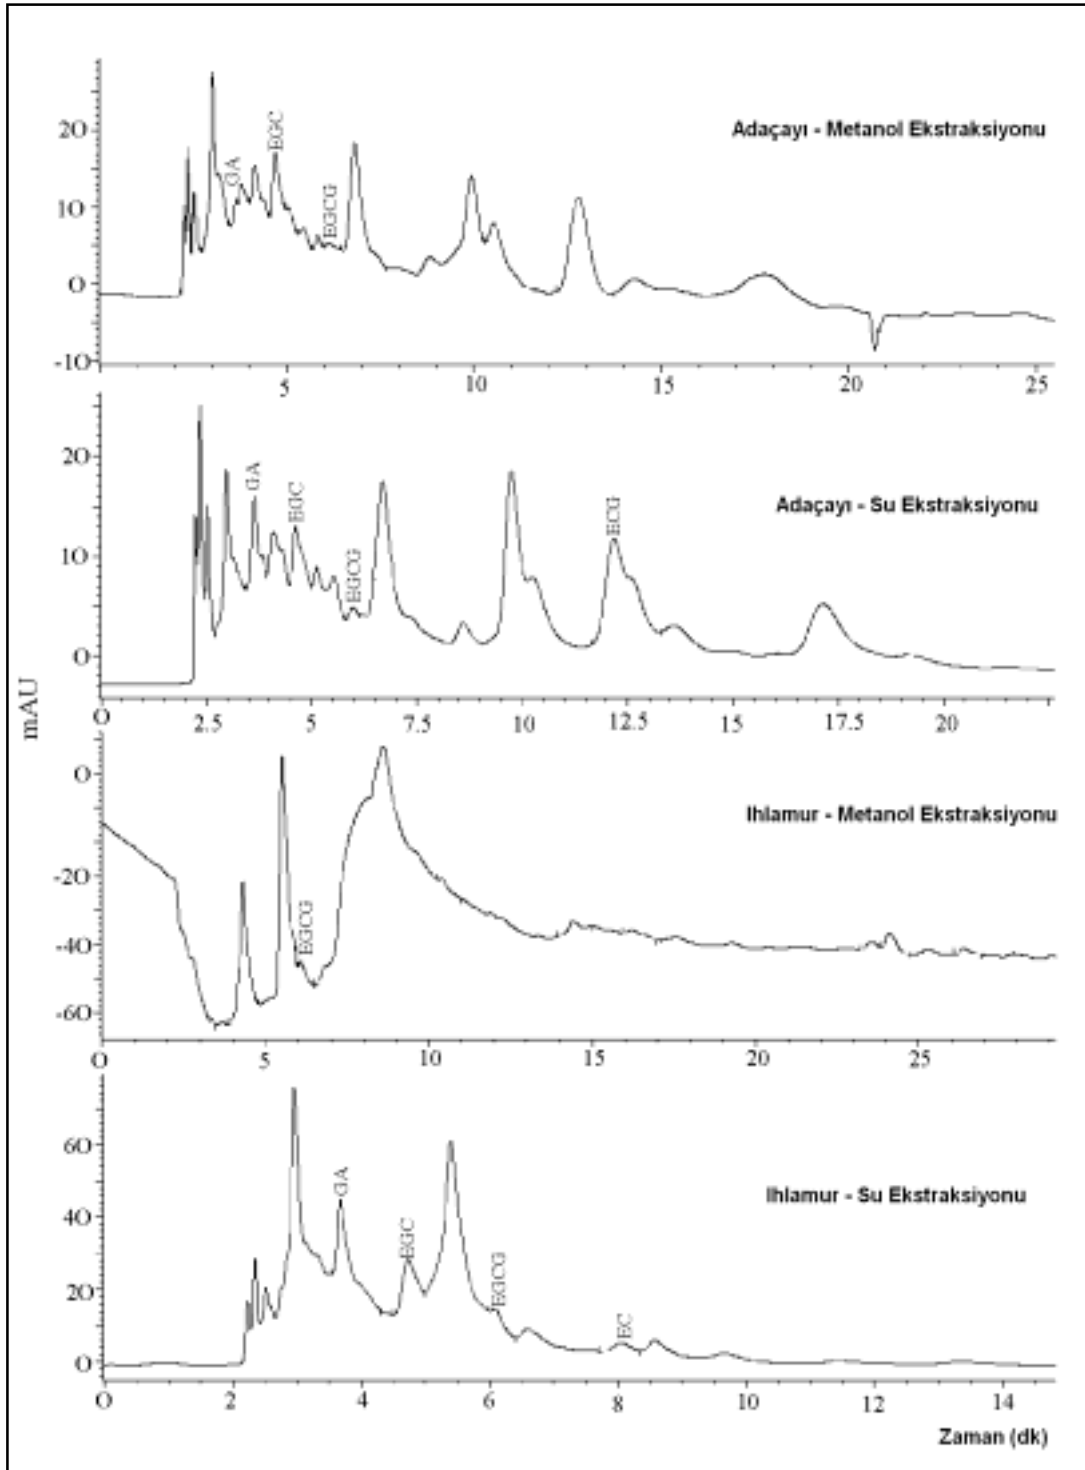 Adaçayı - Metanol Ekstraksiyonu
20
10
0
-10
GA
EGC
EGCG
5
10
15
20
25
Adaçayı - Su Ekstraksiyonu
20
10
0
GA
EGC
EGCG
ECG
0
2.5
5
7.5
10
12.5
15
17.5
20
mAU
Ihlamur - Metanol Ekstraksiyonu
0
-20
-40
-60
EGCG
0
5
10
15
20
25
Ihlamur - Su Ekstraksiyonu
60
40
20
0
GA
EGC
EGCG
EC
0
2
4
6
8
10
12
14
Zaman (dk)